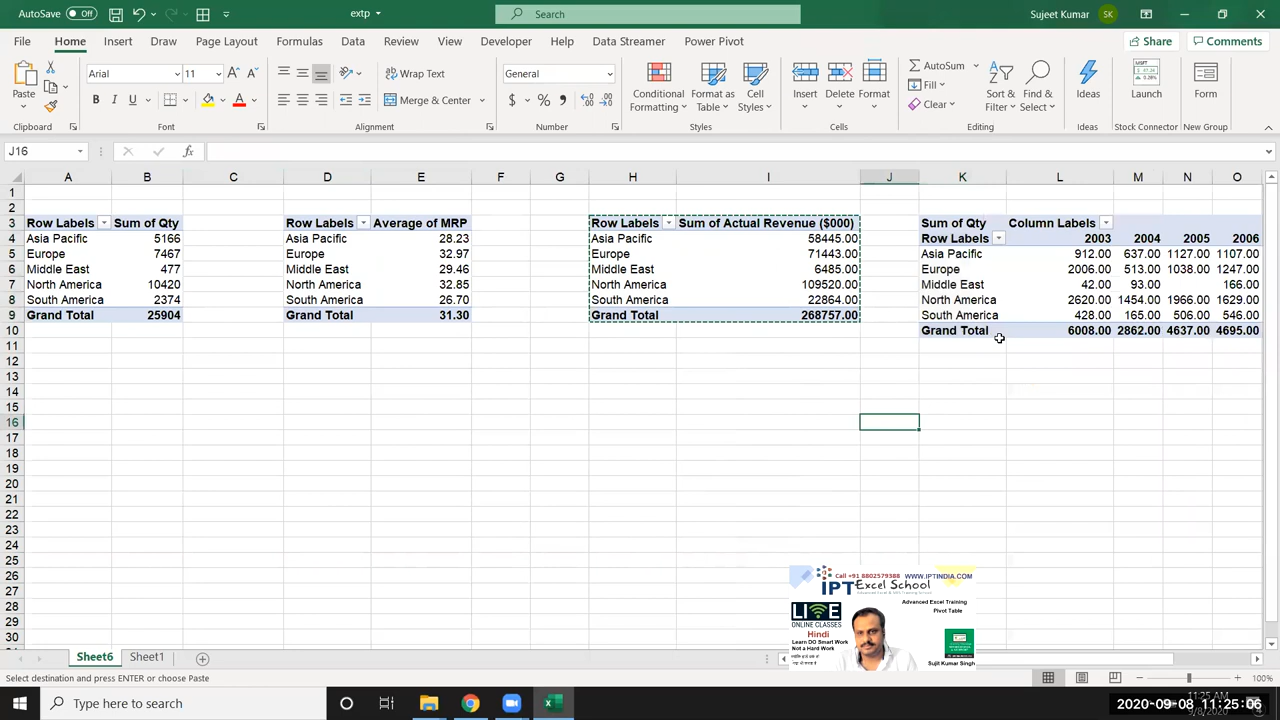 AutoSave Off extp Search Sujeet Kumar SK
File Home Insert Draw Page Layout Formulas Data Review View Developer Help Data Streamer Power Pivot Share Comments
Paste Arial 11 Wrap Text General Conditional Formatting Format as Table Cell Styles Insert Delete Format AutoSum Fill Clear Sort & Filter Find & Select Ideas Launch Form
B I U Merge & Center $ %
Clipboard Font Alignment Number Styles Cells Editing Ideas Stock Connector New Group
J16 fx
A B C D E F G H I J K L M N O
1
2
3 Row Labels Sum of Qty Row Labels Average of MRP Row Labels Sum of Actual Revenue ($000) Sum of Qty Column Labels
4 Asia Pacific 5166 Asia Pacific 28.23 Asia Pacific 58445.00 Row Labels 2003 2004 2005 2006
5 Europe 7467 Europe 32.97 Europe 71443.00 Asia Pacific 912.00 637.00 1127.00 1107.00
6 Middle East 477 Middle East 29.46 Middle East 6485.00 Europe 2006.00 513.00 1038.00 1247.00
7 North America 10420 North America 32.85 North America 109520.00 Middle East 42.00 93.00 166.00
8 South America 2374 South America 26.70 South America 22864.00 North America 2620.00 1454.00 1966.00 1629.00
9 Grand Total 25904 Grand Total 31.30 Grand Total 268757.00 South America 428.00 165.00 506.00 546.00
10 Grand Total 6008.00 2862.00 4637.00 4695.00
11
12
13
14
15
16
17
18
19
20
21
22
23
24
25
26
27
28
29
30
Call +91 8802579388 WWW.IPTINDIA.COM
IPT Excel School
Advanced Excel & MIS Training School
LIVE
ONLINE CLASSES
Hindi
Learn DO Smart Work
Not a Hard Work
Advanced Excel Training
Pivot Table
Sujit Kumar Singh
Sheet6 Sheet1
Select destination and press ENTER or choose Paste 100%
Type here to search
11:25 AM
9/8/2020
2020-09-08 11:25:06